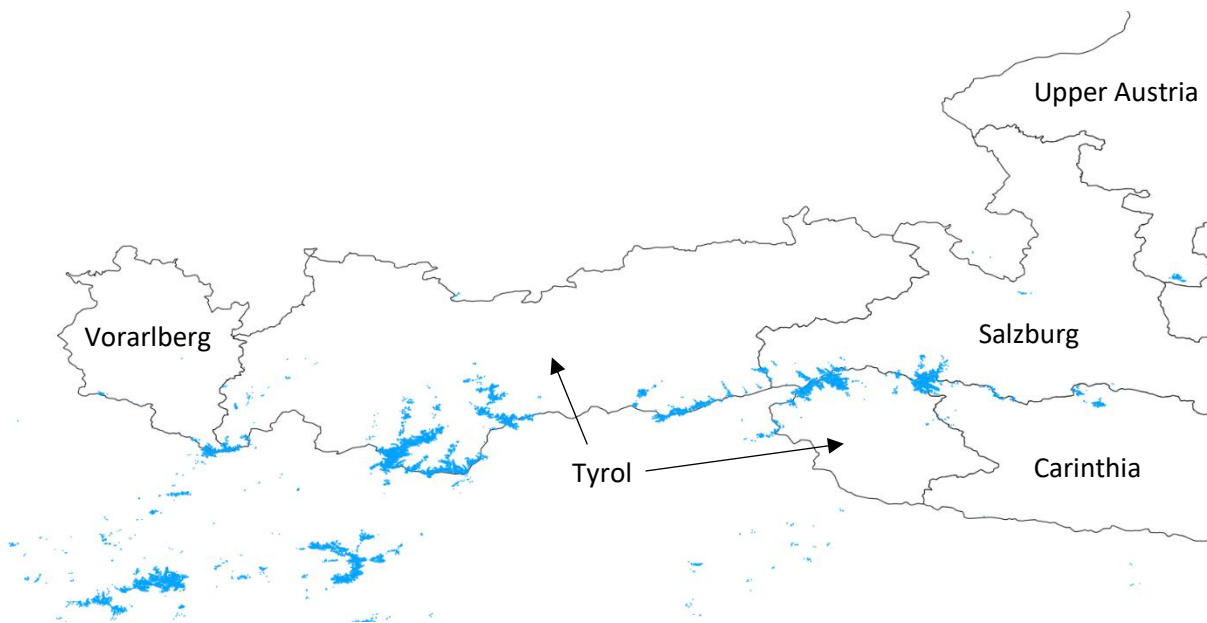 Upper Austria
Vorarlberg
Salzburg
Tyrol
Carinthia